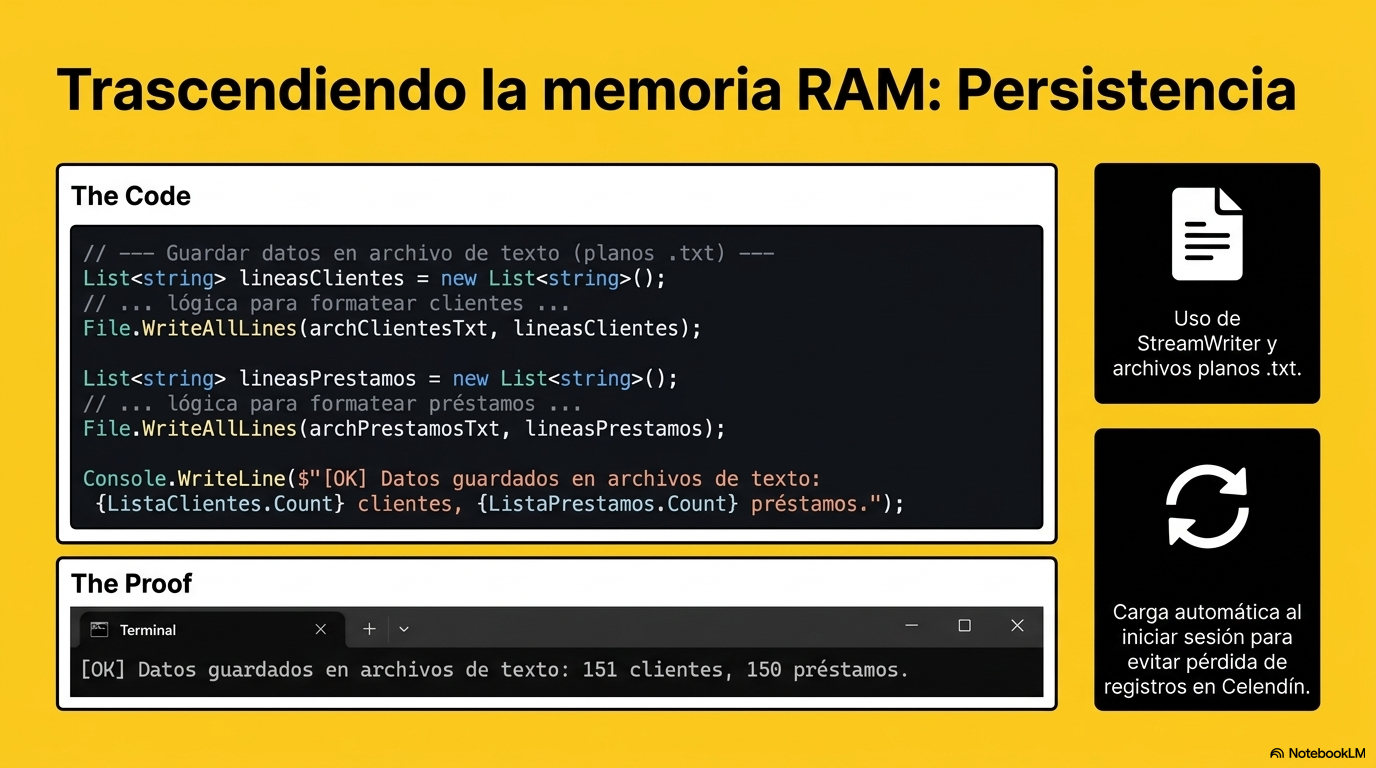 Trascendiendo la memoria RAM: Persistencia
The Code
// --- Guardar datos en archivo de texto (planos .txt) ---
List<string> lineasClientes = new List<string>();
// ... lógica para formatear clientes ...
File.WriteAllLines(archClientesTxt, lineasClientes);
List<string> lineasPrestamos = new List<string>();
// ... lógica para formatear préstamos ...
File.WriteAllLines(archPrestamosTxt, lineasPrestamos);
Console.WriteLine($"[OK] Datos guardados en archivos de texto:
{ListaClientes.Count} clientes, {ListaPrestamos.Count} préstamos.");
The Proof
Terminal
[OK] Datos guardados en archivos de texto: 151 clientes, 150 préstamos.
Uso de
StreamWriter y
archivos planos .txt.
Carga automática al
iniciar sesión para
evitar pérdida de
registros en Celendín.
NotebookLM